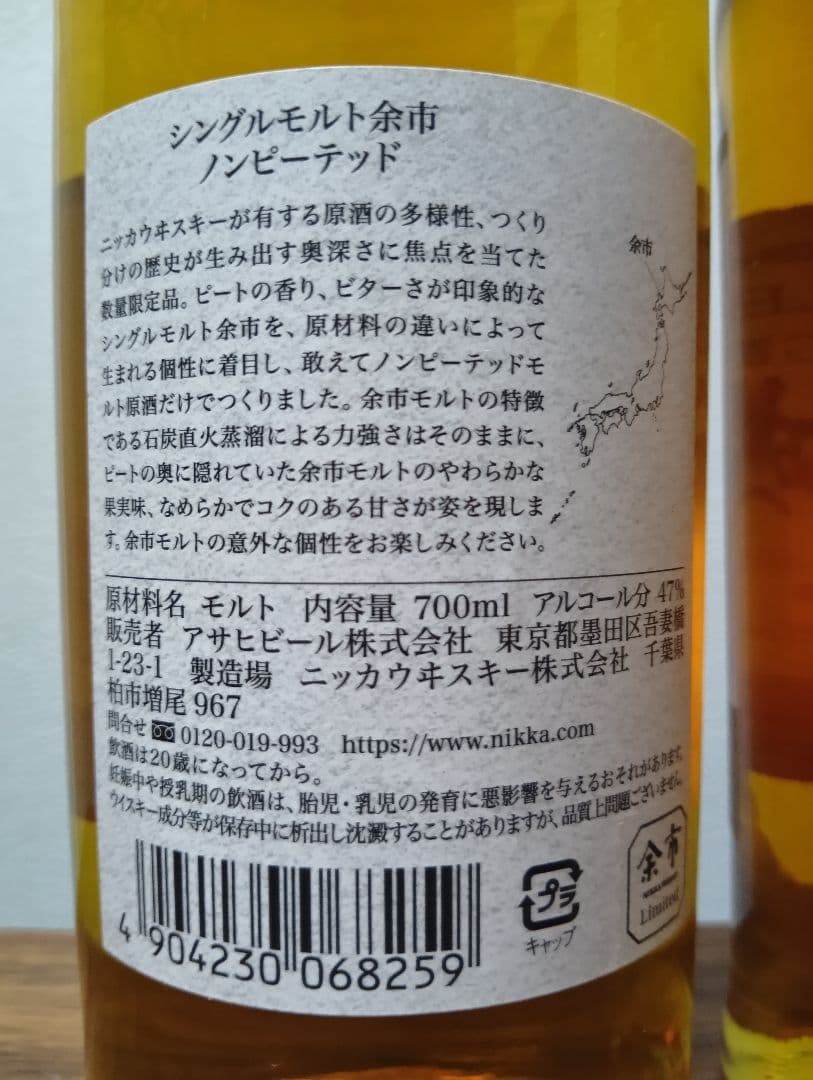 シングルモルト余市
ノンピーテッド
ニッカウヰスキーが有する原酒の多様性、つくり
分けの歴史が生み出す奥深さに焦点を当てた
数量限定品。ピートの香り、ビターさが印象的な
シングルモルト余市を、原材料の違いによって
生まれる個性に着目し、敢えてノンピーテッドモ
ルト原酒だけでつくりました。余市モルトの特徴
である石炭直火蒸溜による力強さはそのままに、
ピートの奥に隠れていた余市モルトのやわらかな
果実味、なめらかでコクのある甘さが姿を現しま
す。余市モルトの意外な個性をお楽しみください。
余市
原材料名 モルト 内容量 700ml アルコール分 47%
販売者 アサヒビール株式会社 東京都墨田区吾妻橋
1-23-1 製造場 ニッカウヰスキー株式会社 千葉県
柏市増尾967
問合せ 0120-019-993 https://www.nikka.com
飲酒は20歳になってから。
妊娠中や授乳期の飲酒は、胎児・乳児の発育に悪影響を与えるおそれがあります。
ウイスキー成分等が保存中に析出し沈澱することがありますが、品質上問題ございません。
4 904230 068259
プラ
キャップ
余市
Limited